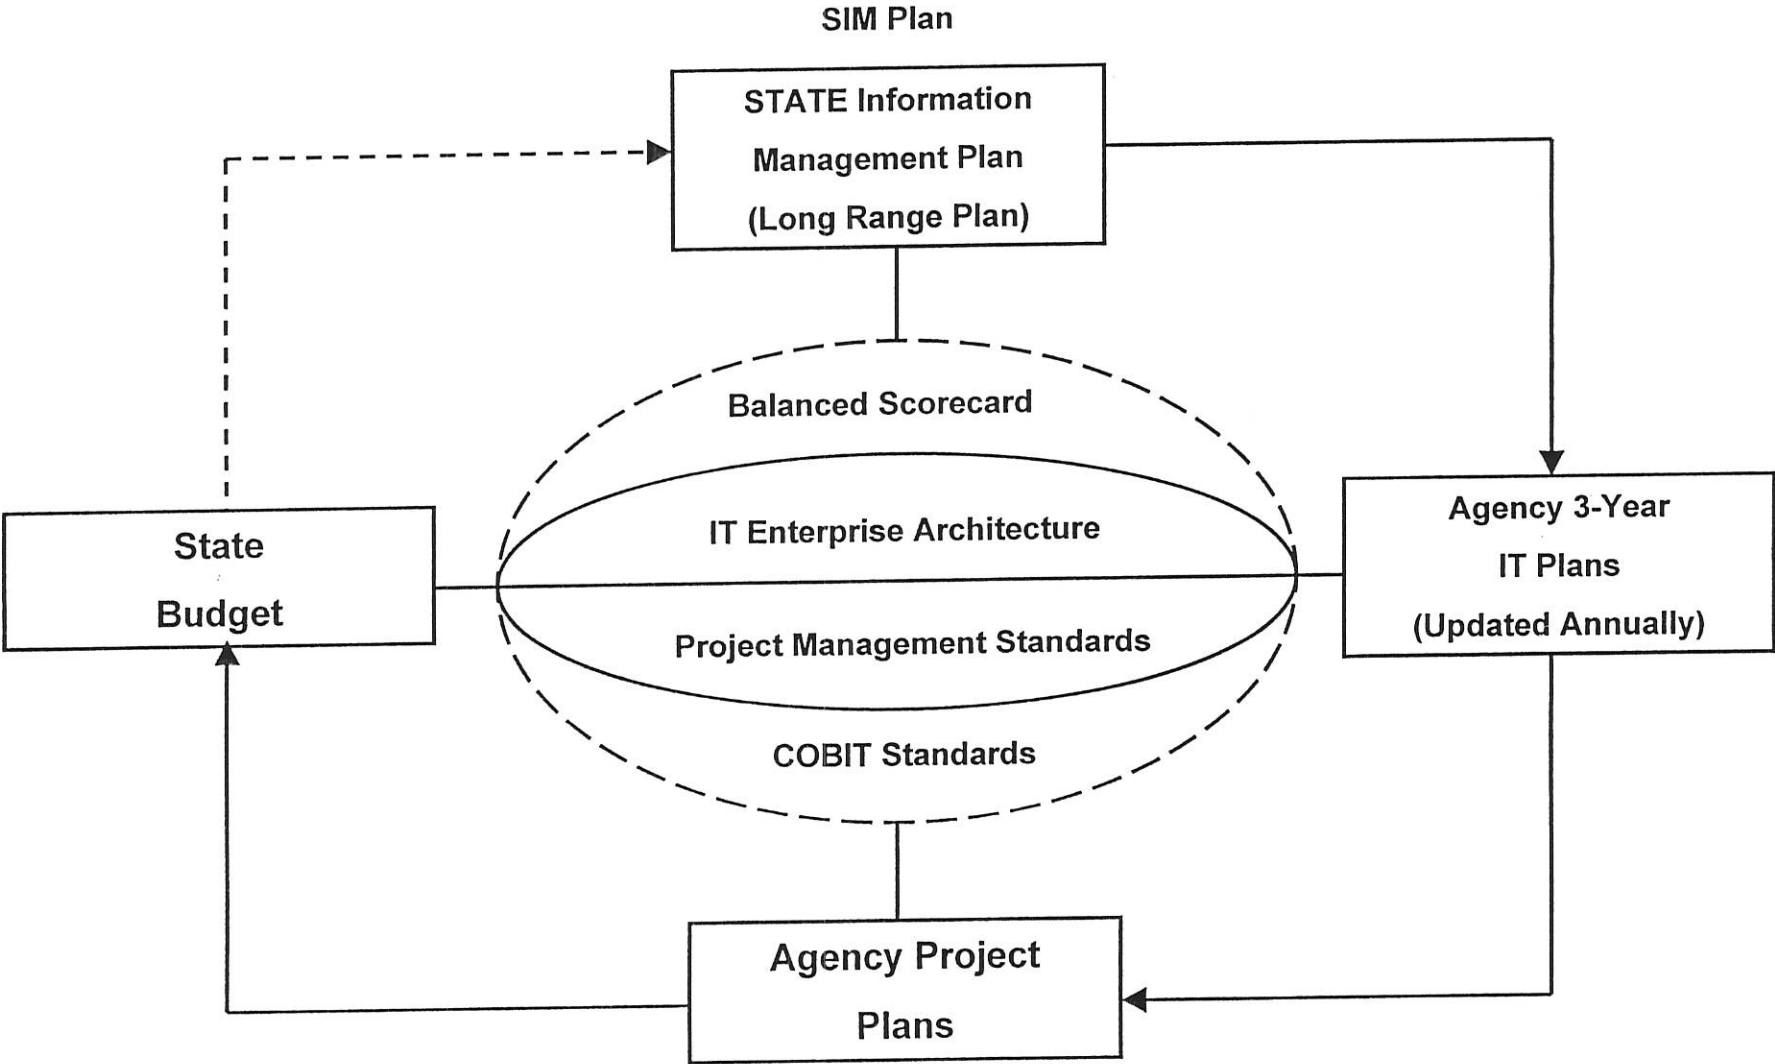 SIM Plan
STATE Information
Management Plan
(Long Range Plan)
Balanced Scorecard
IT Enterprise Architecture
Agency 3-Year
IT Plans
(Updated Annually)
State
Budget
Project Management Standards
COBIT Standards
Agency Project
Plans